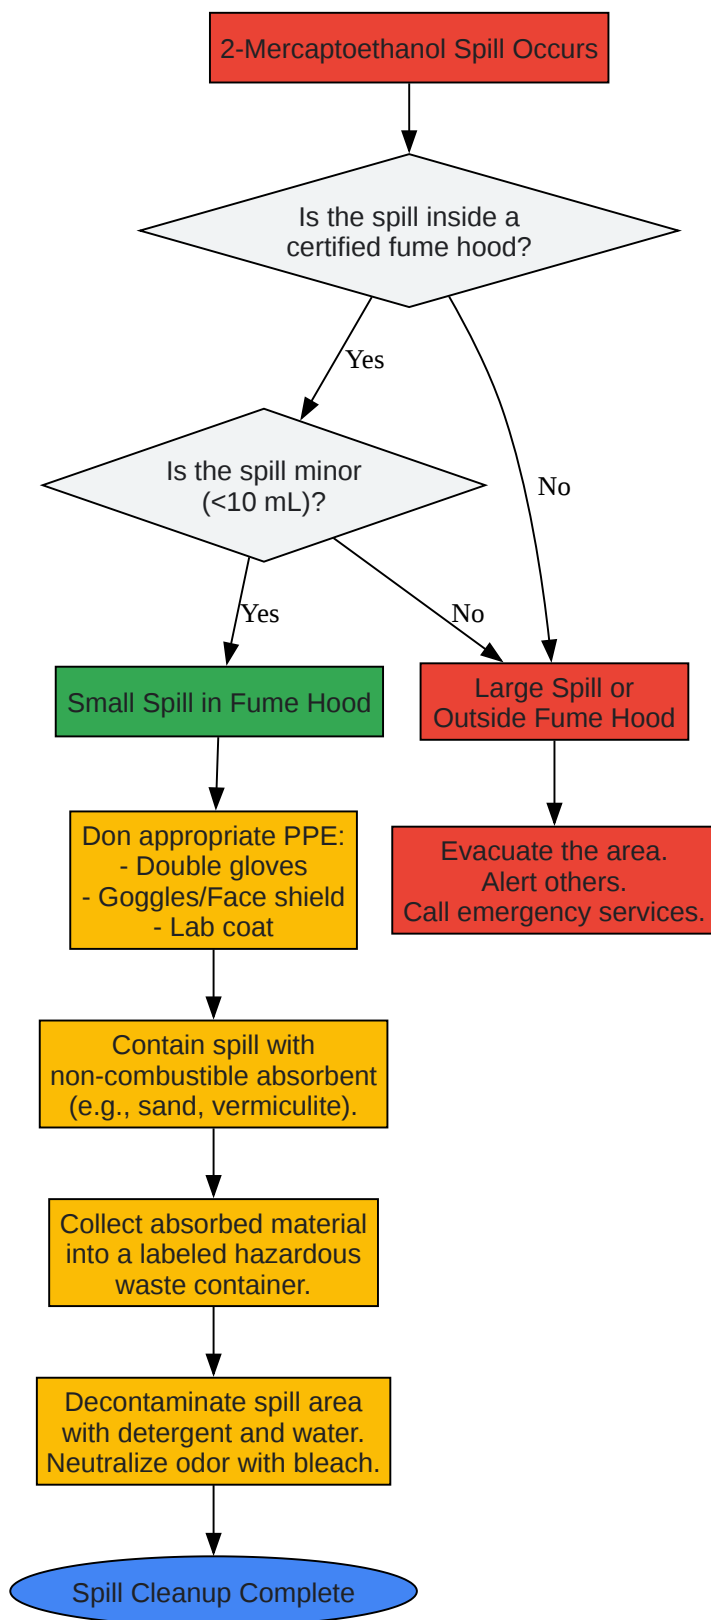 2-Mercaptoethanol Spill Occurs
Is the spill inside a
certified fume hood?
Yes
No
Is the spill minor
(<10 mL)?
Yes
No
Small Spill in Fume Hood
Large Spill or
Outside Fume Hood
Don appropriate PPE:
- Double gloves
- Goggles/Face shield
- Lab coat
Evacuate the area.
Alert others.
Call emergency services.
Contain spill with
non-combustible absorbent
(e.g., sand, vermiculite).
Collect absorbed material
into a labeled hazardous
waste container.
Decontaminate spill area
with detergent and water.
Neutralize odor with bleach.
Spill Cleanup Complete